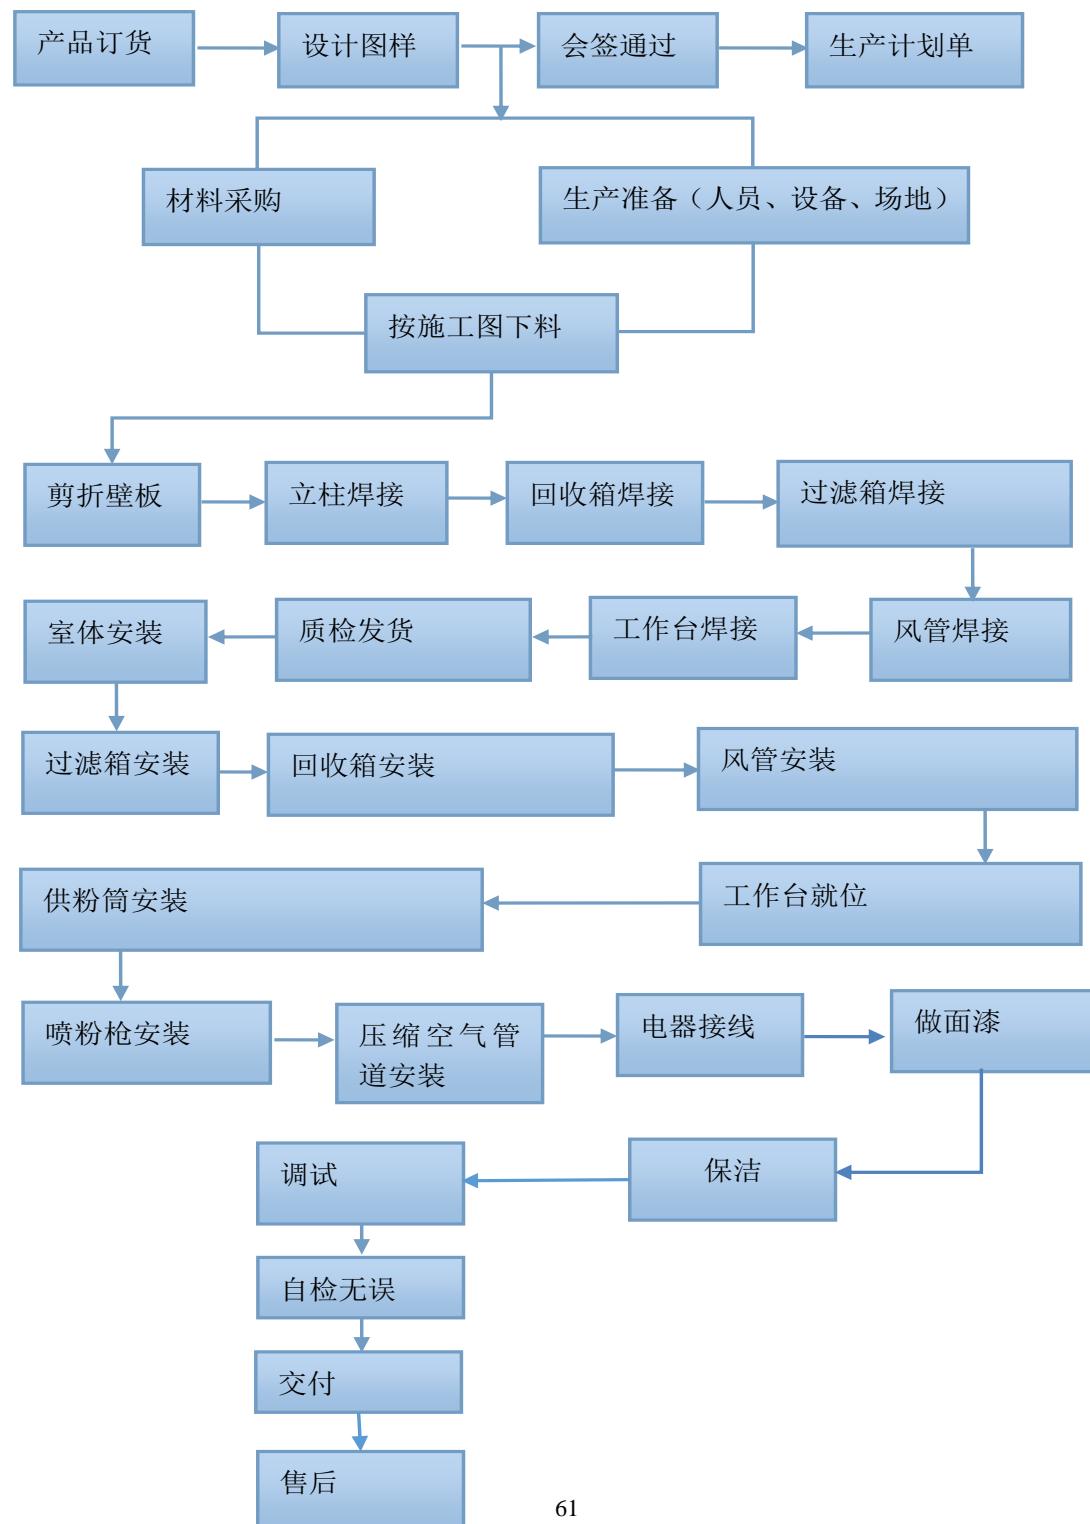 产品订货
设计图样
会签通过
生产计划单
材料采购
生产准备（人员、设备、场地）
按施工图下料
剪折壁板
立柱焊接
回收箱焊接
过滤箱焊接
室体安装
质检发货
工作台焊接
风管焊接
过滤箱安装
回收箱安装
风管安装
供粉筒安装
工作台就位
喷粉枪安装
压缩空气管
道安装
电器接线
做面漆
调试
保洁
自检无误
交付
售后
61